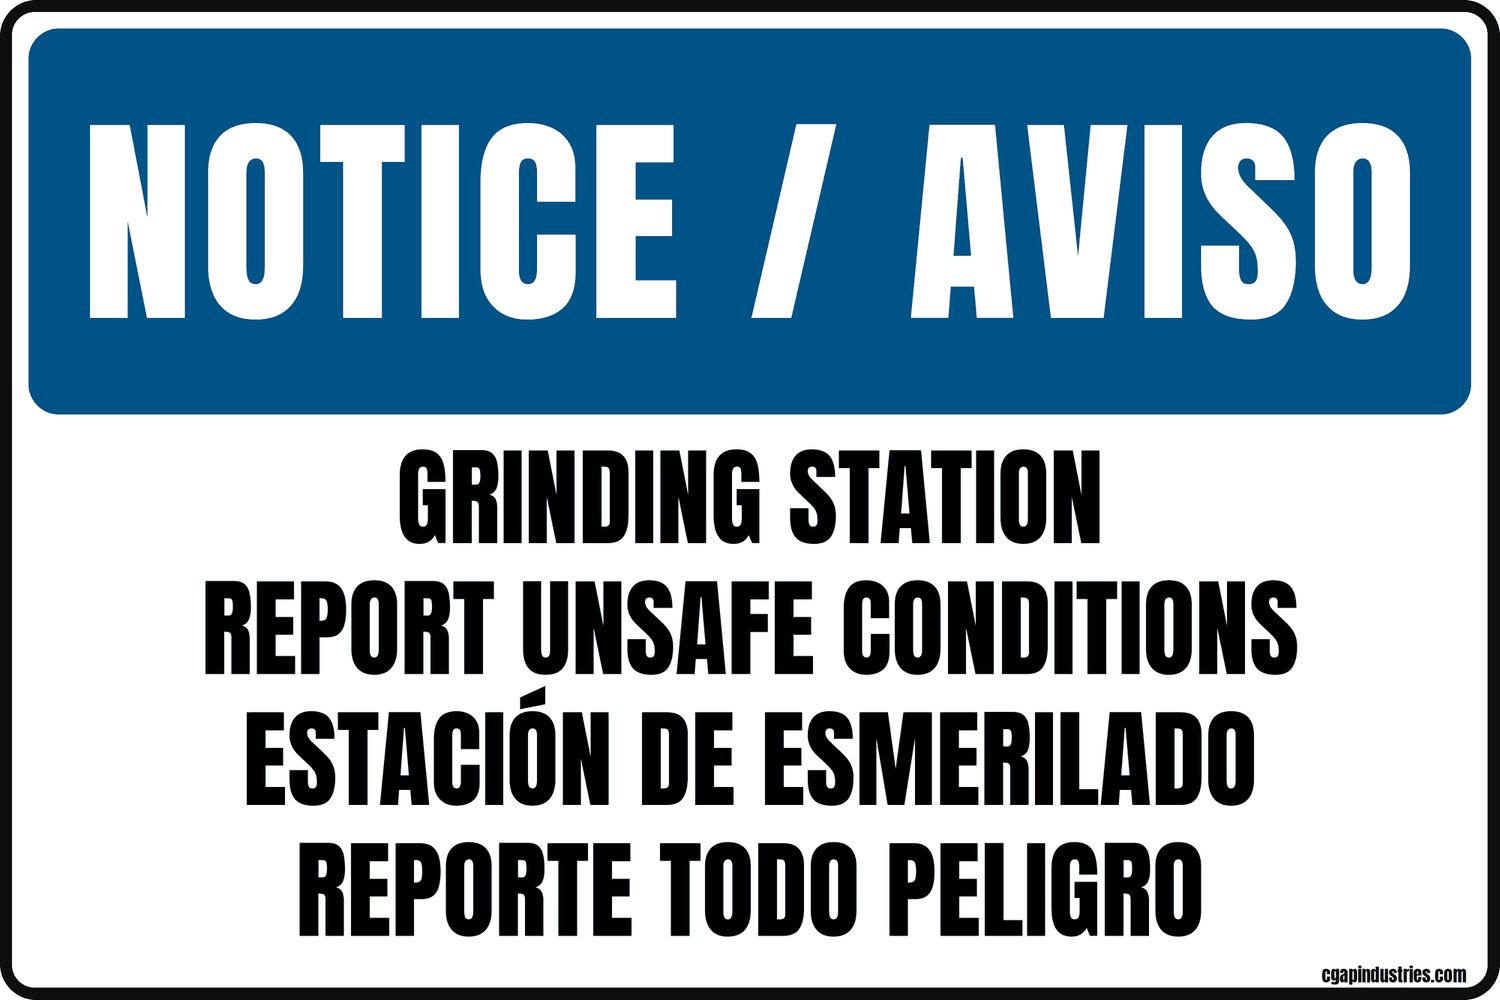 NOTICE / AVISO
GRINDING STATION
REPORT UNSAFE CONDITIONS
ESTACIÓN DE ESMERILADO
REPORTE TODO PELIGRO
cgapindustries.com